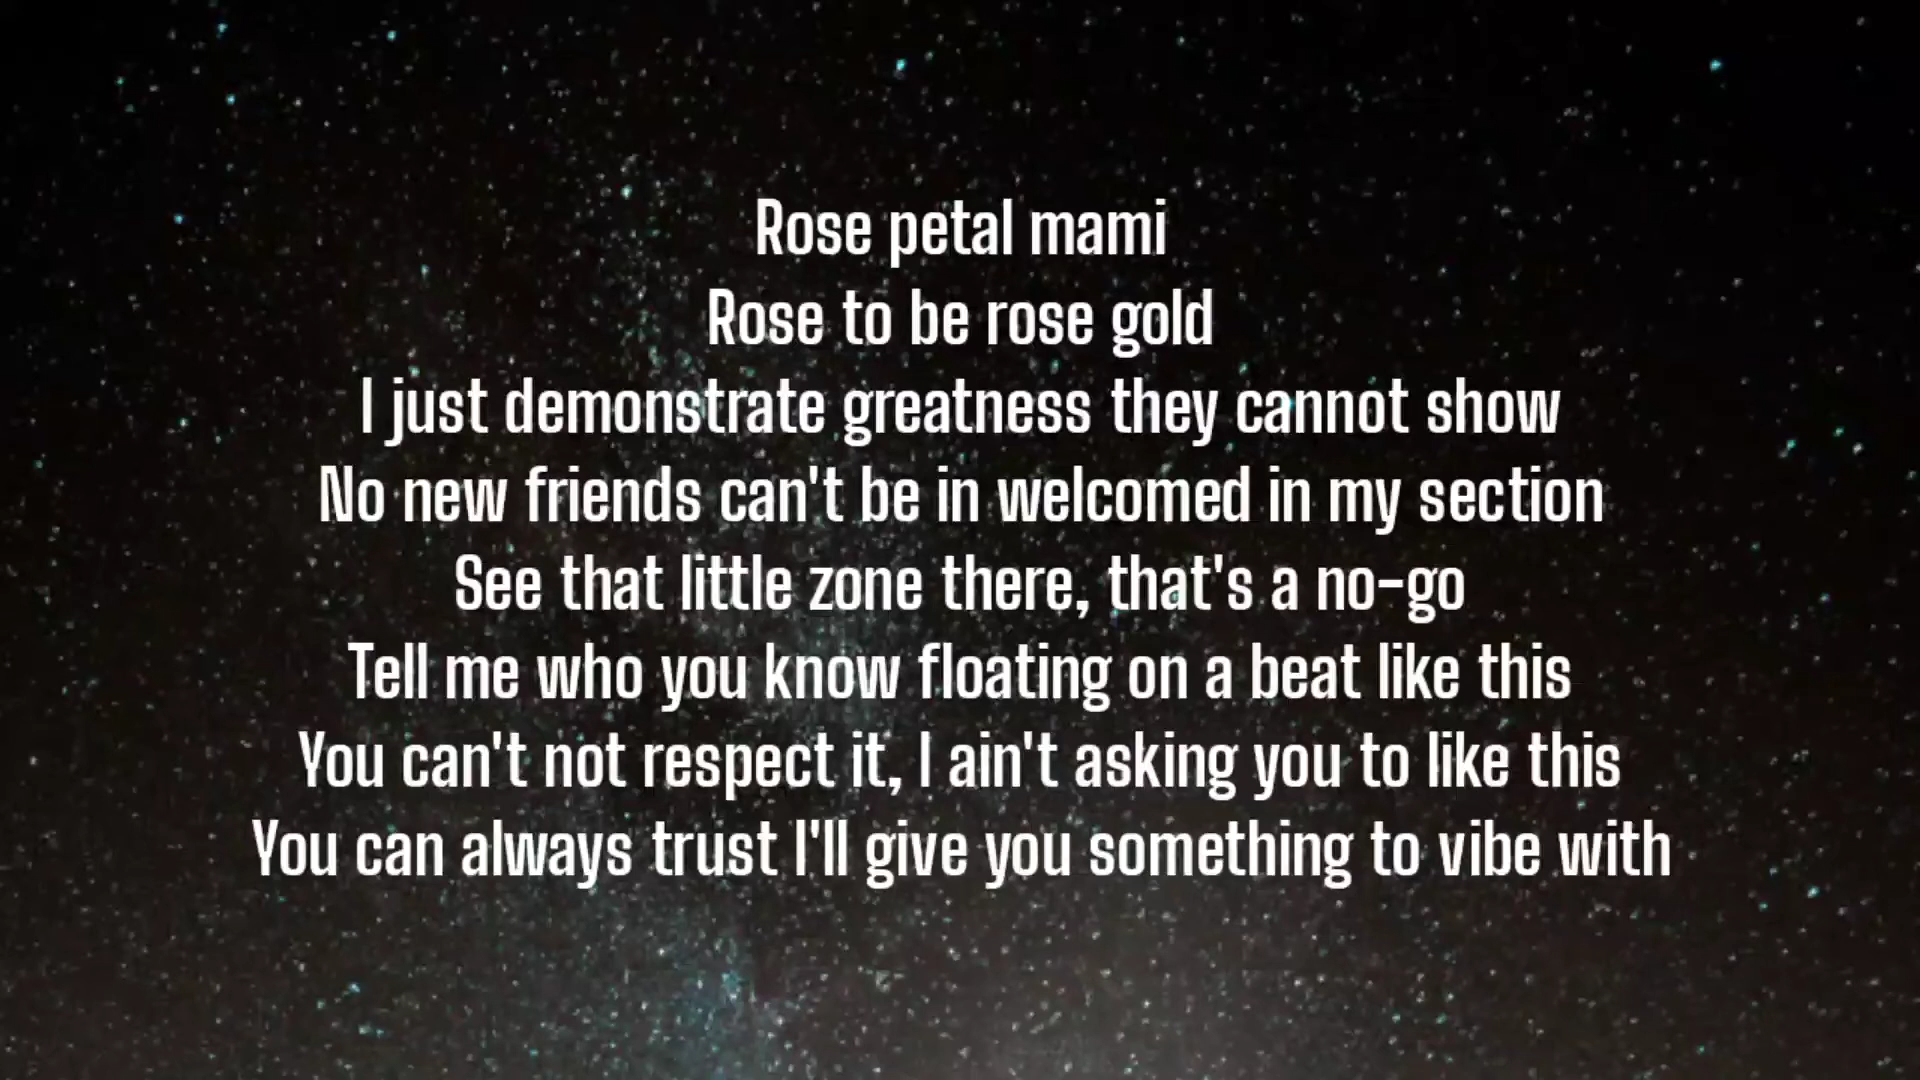 Rose petal mami
Rose to be rose gold
I just demonstrate greatness they cannot show
No new friends can't be in welcomed in my section
See that little zone there, that's a no-go
Tell me who you know floating on a beat like this
You can't not respect it, I ain't asking you to like this
You can always trust I'll give you something to vibe with